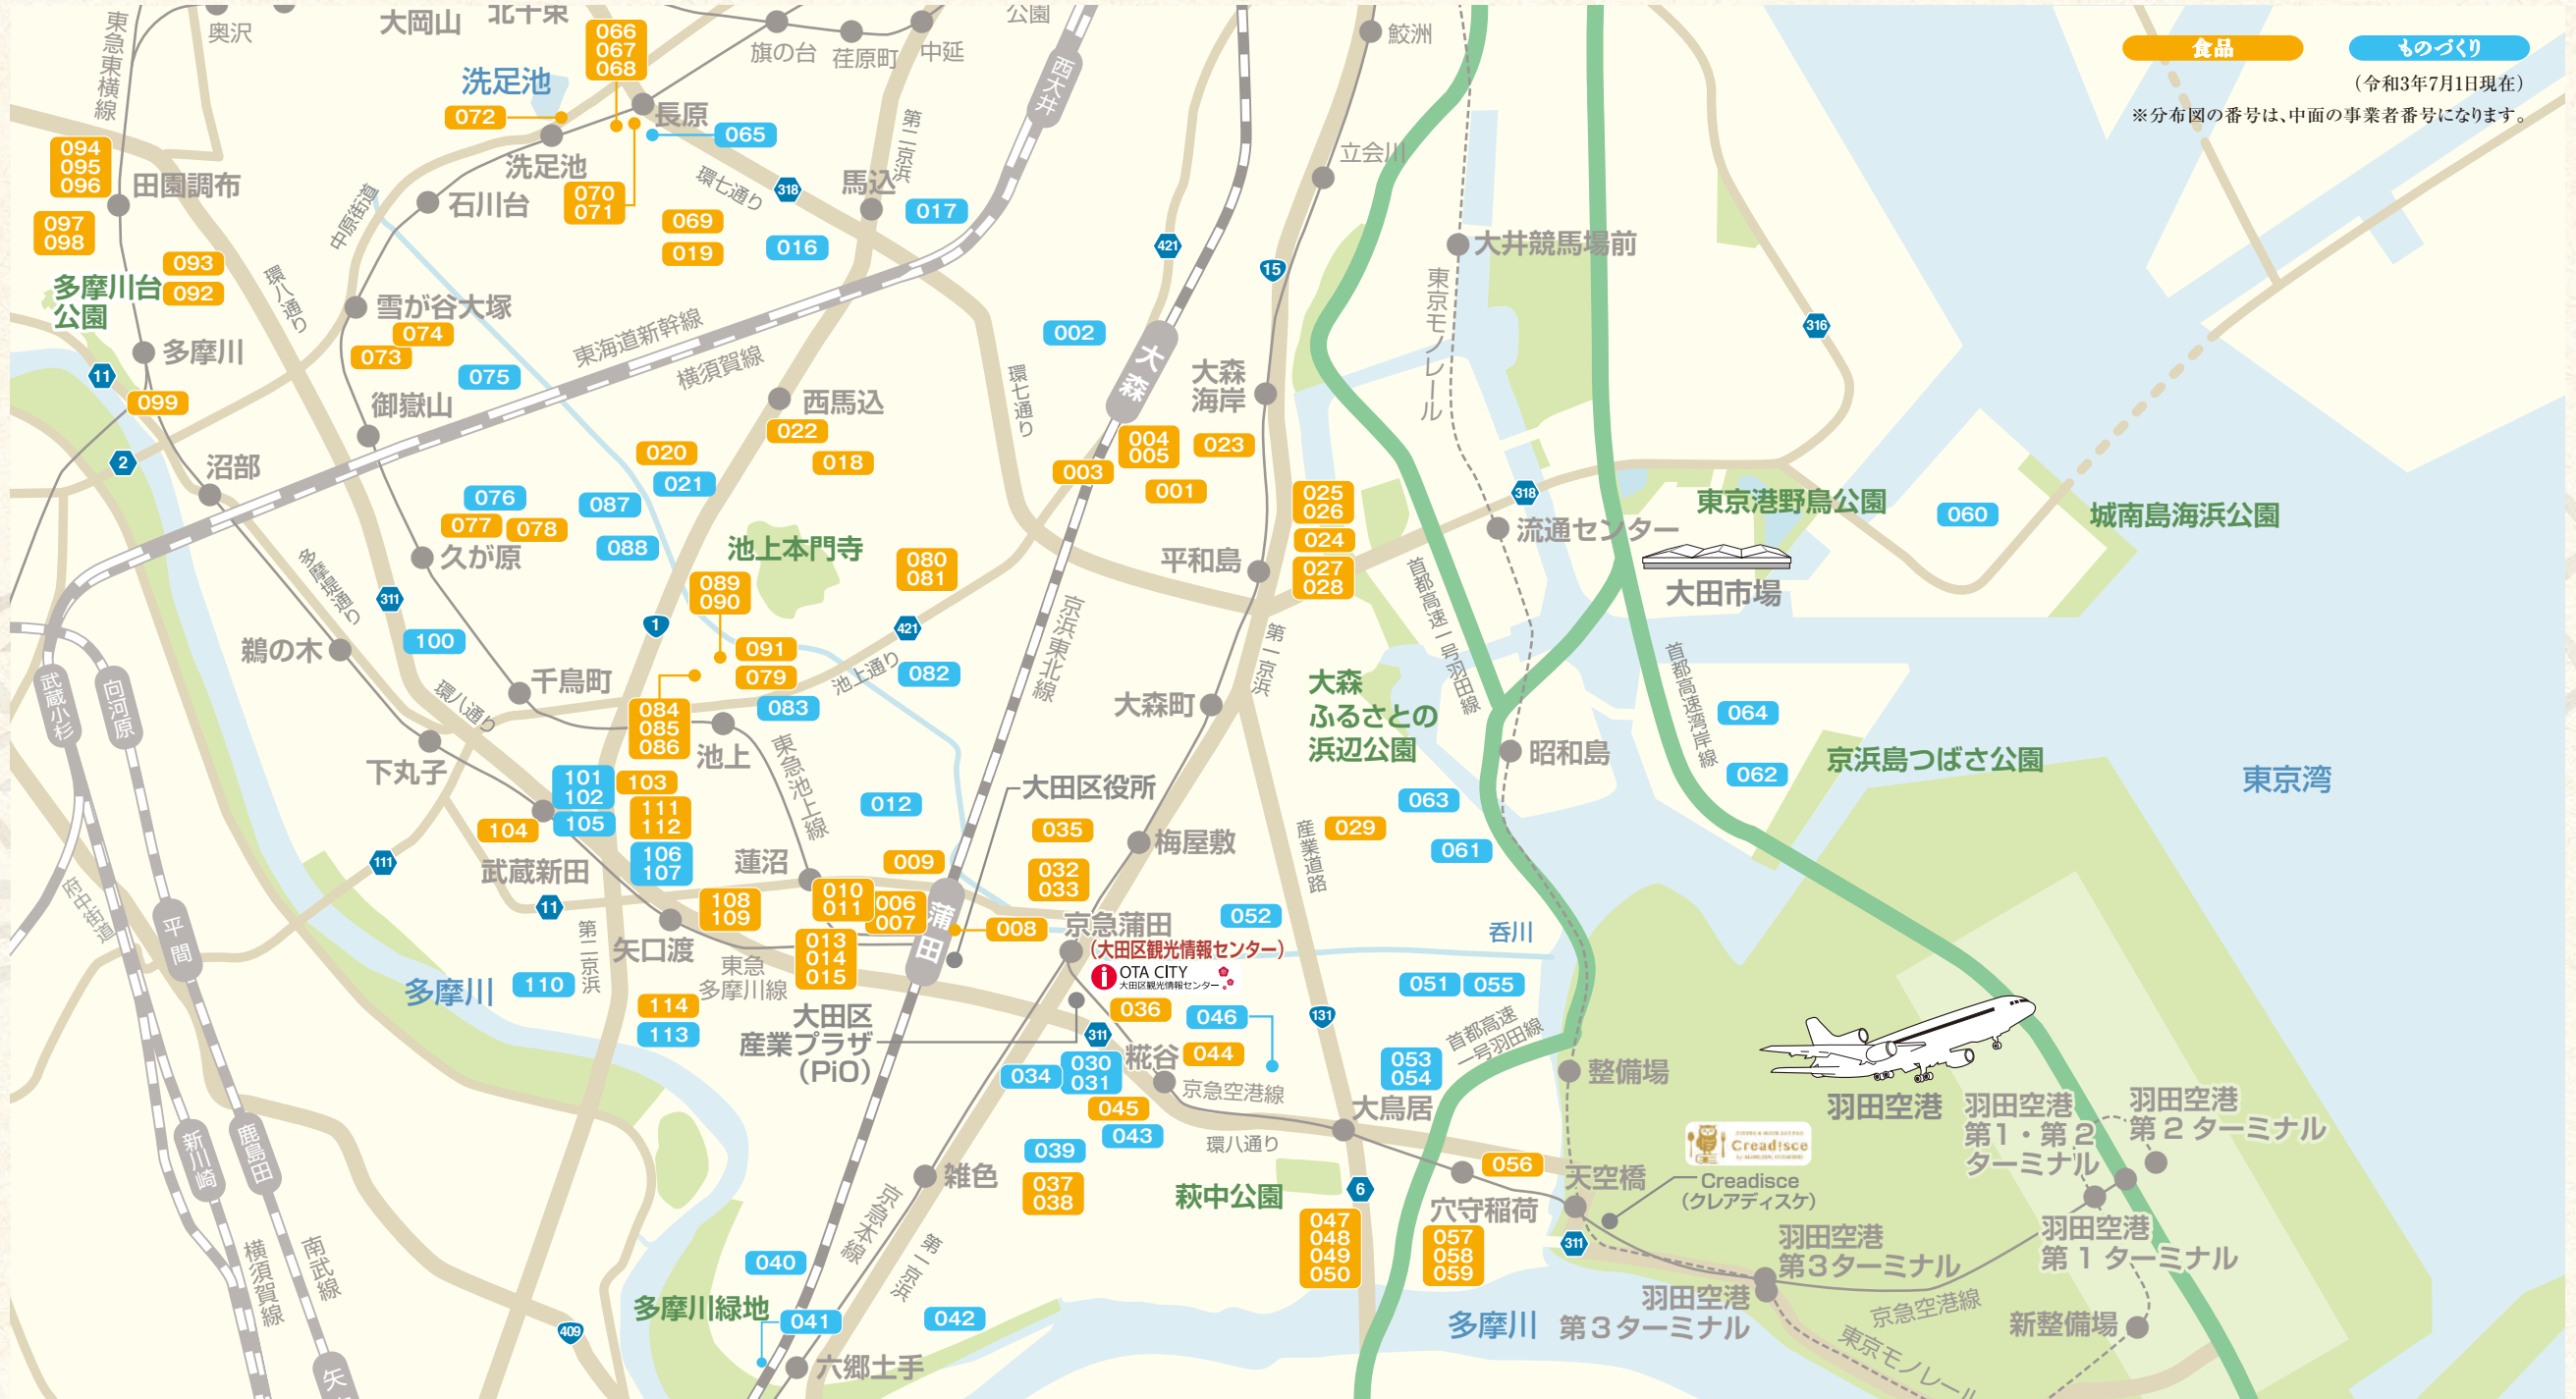 食品
ものづくり
(令和3年7月1日現在)
※分布図の番号は、中面の事業者番号になります。
東急東横線
奥沢
大岡山
066
067
068
旗の台
荏原町
中延
公園
西大井
鮫洲
洗足池
072
長原
065
洗足池
070
071
第二京浜
環七通り
318
馬込
017
016
069
019
立会川
094
095
096
田園調布
097
098
093
092
多摩川台
公園
石川台
中原街道
環八通り
雪が谷大塚
074
073
075
多摩川
11
099
御嶽山
2
沼部
東海道新幹線
横須賀線
421
15
002
大森
大森
海岸
大井競馬場前
東京モノレール
316
西馬込
022
018
020
021
環七通り
003
004
005
023
001
025
026
024
027
028
318
流通センター
東京港野鳥公園
060
城南島海浜公園
大田市場
076
077
078
087
088
久が原
池上本門寺
080
081
平和島
多摩堤通り
311
100
鵜の木
1
089
090
091
079
083
421
082
池上通り
京浜東北線
第一京浜
首都高速一号羽田線
首都高速湾岸線
武蔵小杉
向河原
千鳥町
環八通り
084
085
086
池上
東急池上線
大森町
大森
ふるさとの
浜辺公園
昭和島
064
062
京浜島つばさ公園
東京湾
下丸子
101
102
105
103
111
112
106
107
104
武蔵新田
012
大田区役所
035
032
033
梅屋敷
産業道路
029
063
061
111
府中街道
平間
11
第二京浜
矢口渡
108
109
蓮沼
009
010
011
006
007
蒲田
008
013
014
015
東急
多摩川線
京急蒲田
(大田区観光情報センター)
OTA CITY
大田区観光情報センター
052
呑川
051
055
多摩川
110
114
113
大田区
産業プラザ
(PiO)
036
311
046
044
糀谷
131
首都高速
一号羽田線
053
054
整備場
034
030
031
045
043
京急空港線
環八通り
大鳥居
羽田空港
羽田空港
第1・第2
ターミナル
羽田空港
第2ターミナル
新川崎
鹿島田
雑色
039
037
038
萩中公園
6
047
048
049
050
056
穴守稲荷
057
058
059
天空橋
Creadisce
Creadisce
(クレアディスケ)
311
羽田空港
第3ターミナル
羽田空港
第1ターミナル
横須賀線
南武線
京急本線
第一京浜
040
多摩川緑地
041
042
409
六郷土手
多摩川
羽田空港
第3ターミナル
京急空港線
東京モノレール
新整備場